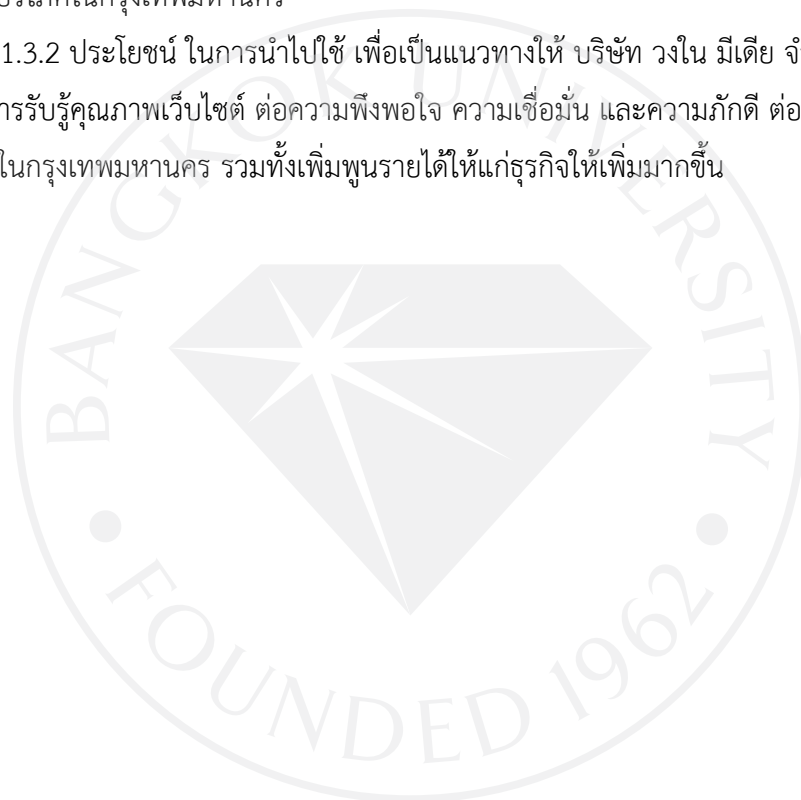 ในกรุงเทพมหานคร
1.3.2 ประโยชน์ ในการนำไปใช้ เพื่อเป็นแนวทางให้ บริษัท วงใน มีเดีย
การรับรู้คุณภาพเว็บไซต์ ต่อความพึงพอใจ ความเชื่อมั่น และความภักดี ต่อ
ในกรุงเทพมหานคร รวมทั้งเพิ่มพูนรายได้ให้แก่ธุรกิจให้เพิ่มมากขึ้น
BANGKOK UNIVERSITY
FOUNDED 1962